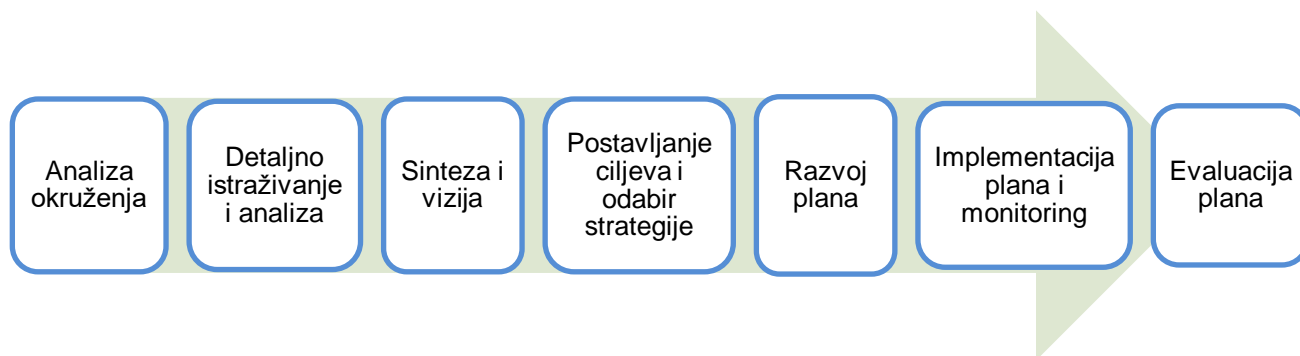 Analiza
okruženja
Detaljno
istraživanje
i analiza
Sinteza i
vizija
Postavljanje
ciljeva i
odabir
strategije
Razvoj
plana
Implementacija
plana i
monitoring
Evaluacija
plana